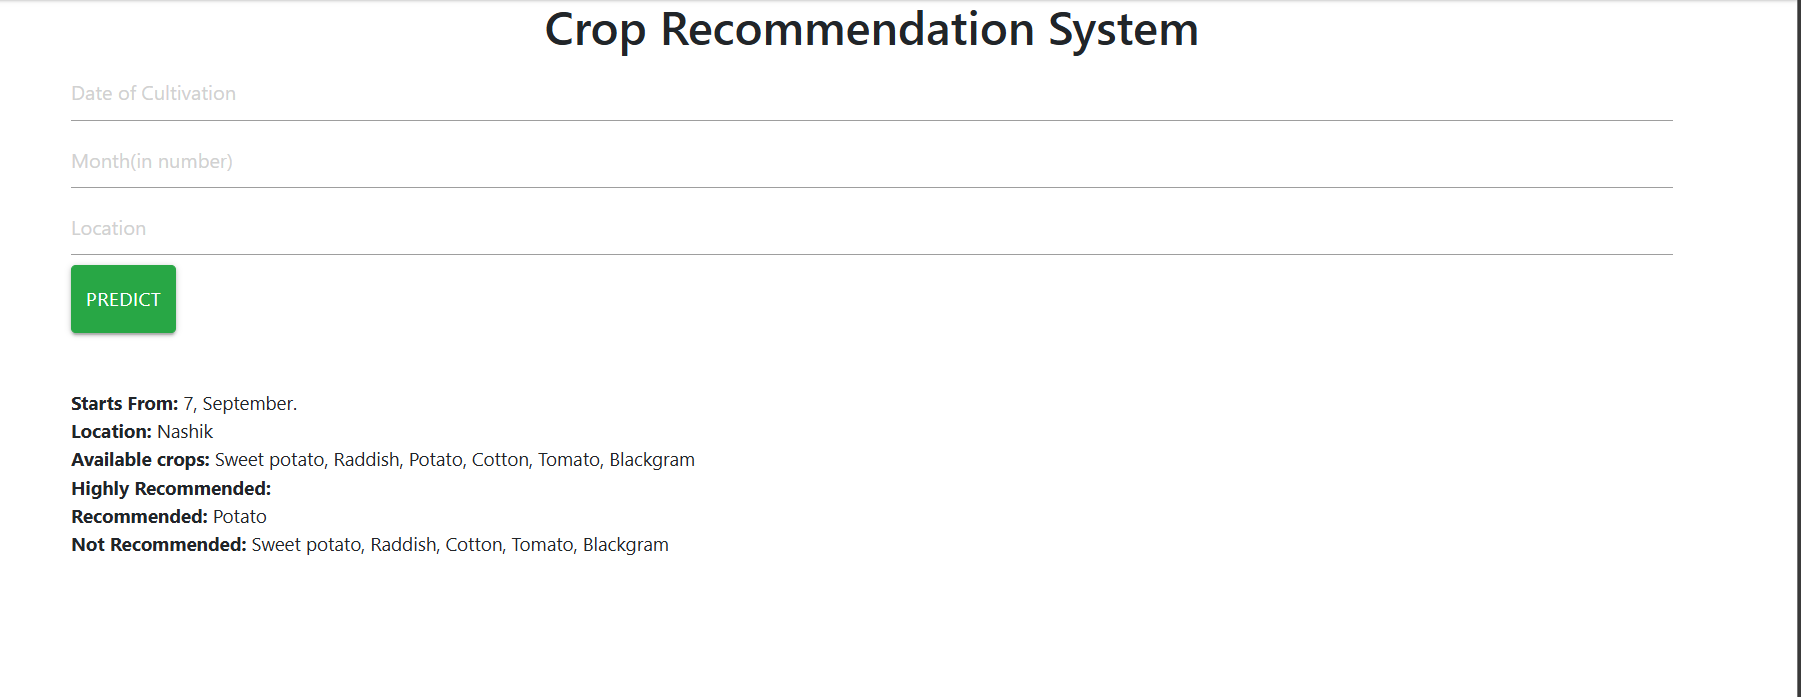 Crop Recommendation System
Date of Cultivation
Month(in number)
Location
PREDICT
Starts From: 7, September.
Location: Nashik
Available crops: Sweet potato, Raddish, Potato, Cotton, Tomato, Blackgram
Highly Recommended:
Recommended: Potato
Not Recommended: Sweet potato, Raddish, Cotton, Tomato, Blackgram